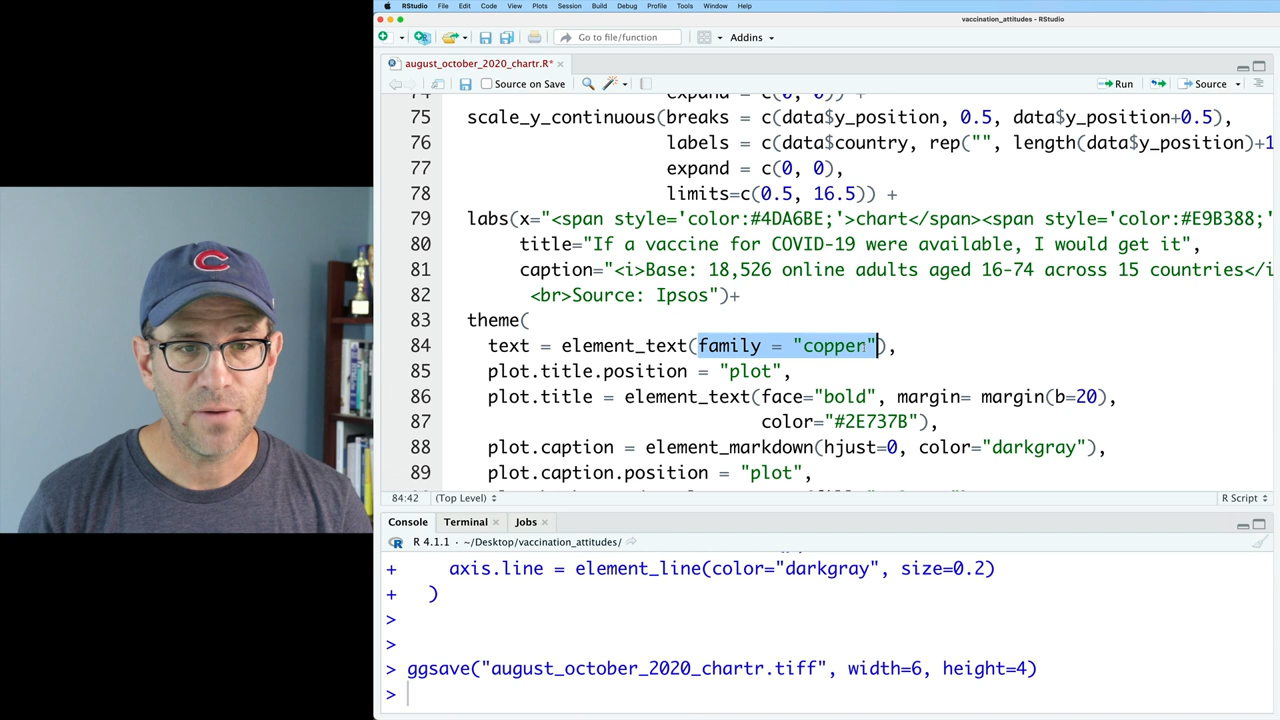 RStudio File Edit Code View Plots Session Build Debug Profile Tools Window Help
vaccination_attitudes - RStudio
Go to file/function Addins
august_october_2020_chartr.R*
Source on Save Run Source
75 scale_y_continuous(breaks = c(data$y_position, 0.5, data$y_position+0.5),
76 labels = c(data$country, rep("", length(data$y_position)+1
77 expand = c(0, 0),
78 limits=c(0.5, 16.5)) +
79 labs(x="<span style='color:#4DA6BE;'>chart</span><span style='color:#E9B388;'
80 title="If a vaccine for COVID-19 were available, I would get it",
81 caption="<i>Base: 18,526 online adults aged 16-74 across 15 countries</i
82 <br>Source: Ipsos")+
83 theme(
84 text = element_text(family = "copper"),
85 plot.title.position = "plot",
86 plot.title = element_text(face="bold", margin= margin(b=20),
87 color="#2E737B"),
88 plot.caption = element_markdown(hjust=0, color="darkgray"),
89 plot.caption.position = "plot",
84:42 (Top Level) R Script
Console Terminal Jobs
R 4.1.1 · ~/Desktop/vaccination_attitudes/
+ axis.line = element_line(color="darkgray", size=0.2)
+ )
>
>
> ggsave("august_october_2020_chartr.tiff", width=6, height=4)
>